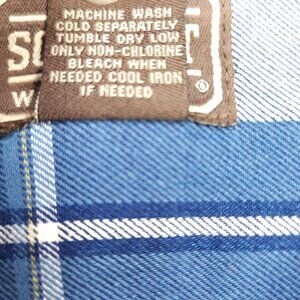 MACHINE WASH
COLD SEPARATELY
TUMBLE DRY LOW
ONLY NON-CHLORINE
BLEACH WHEN
NEEDED COOL IRON
IF NEEDED
®